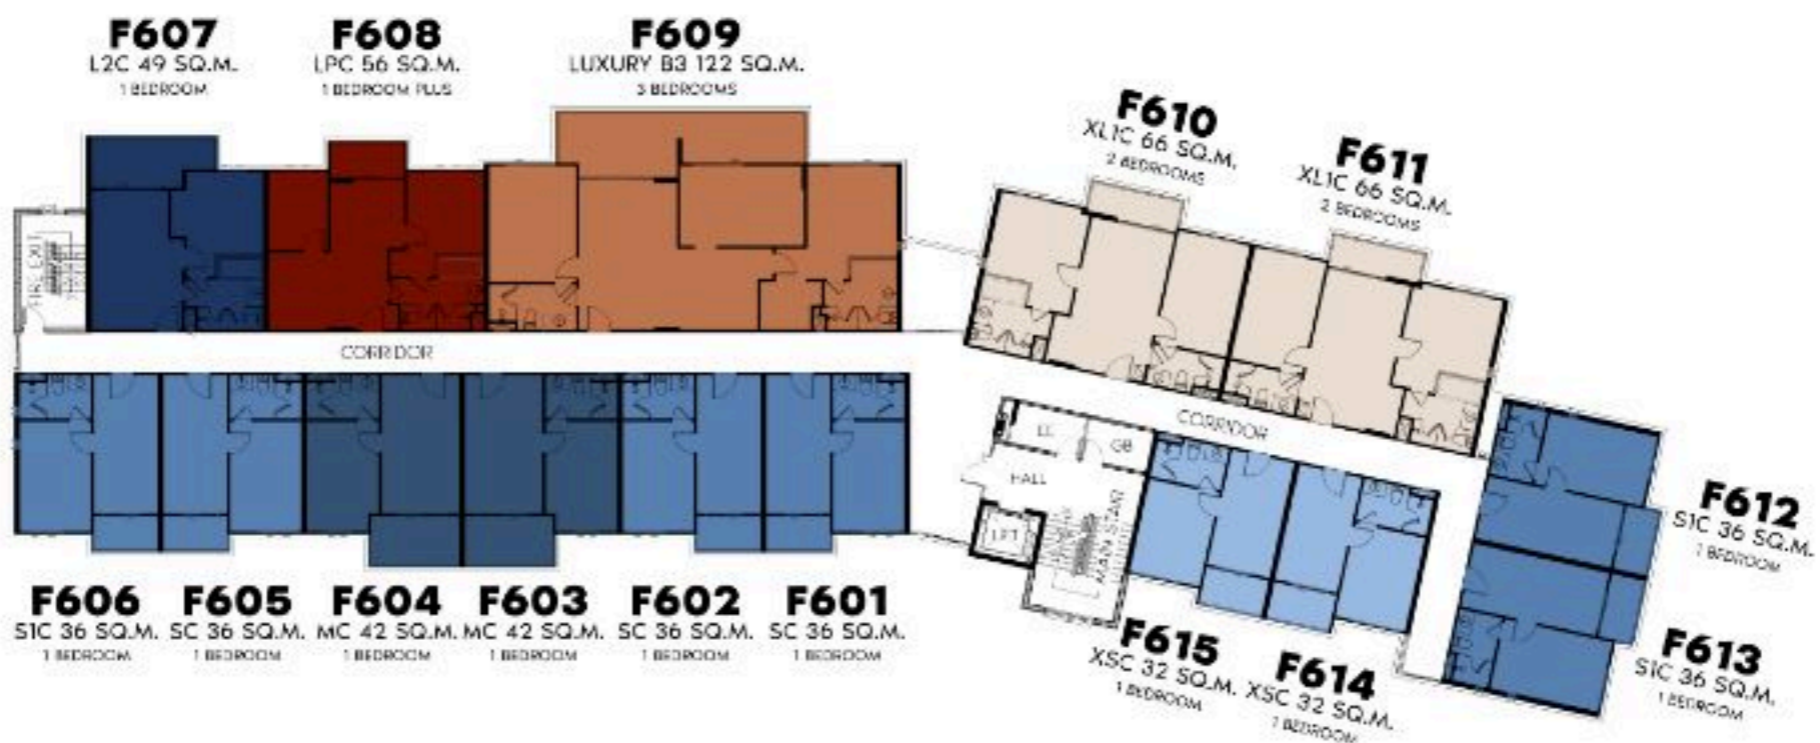 F607
L2C 49 SQ.M.
1 BEDROOM
F608
LPC 56 SQ.M.
1 BEDROOM PLUS
F609
LUXURY B3 122 SQ.M.
3 BEDROOMS
F610
XL1C 66 SQ.M.
2 BEDROOMS
F611
XL1C 66 SQ.M.
2 BEDROOMS
FIRE EXIT
CORRIDOR
CORRIDOR
GB
HALL
LIFT
MAIN STAIR
F612
S1C 36 SQ.M.
1 BEDROOM
F613
S1C 36 SQ.M.
1 BEDROOM
F606
S1C 36 SQ.M.
1 BEDROOM
F605
SC 36 SQ.M.
1 BEDROOM
F604
MC 42 SQ.M.
1 BEDROOM
F603
MC 42 SQ.M.
1 BEDROOM
F602
SC 36 SQ.M.
1 BEDROOM
F601
SC 36 SQ.M.
1 BEDROOM
F615
XSC 32 SQ.M.
1 BEDROOM
F614
XSC 32 SQ.M.
1 BEDROOM